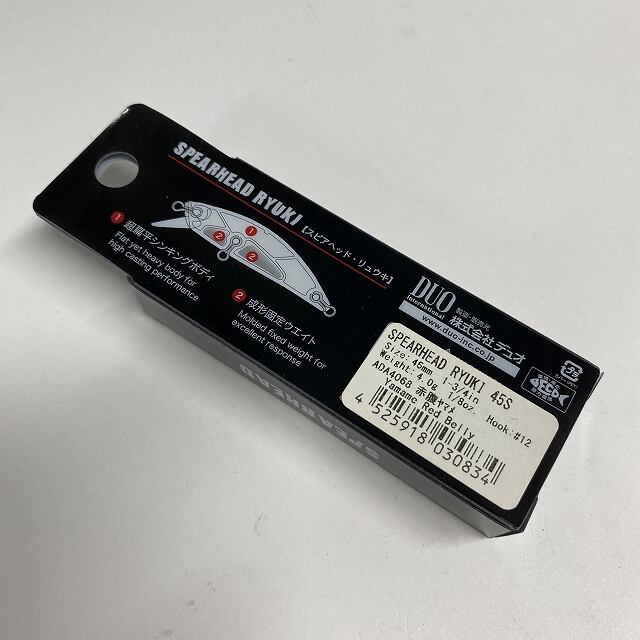 SPEARHEAD RYUKI [スピアヘッド・リュウキ]
1
2
2
1 超扁平シンキングボディ
Flat yet heavy body for
high casting performance
2 成形固定ウエイト
Molded fixed weight for
excellent response
DUO
International
製造・発売元
株式会社デュオ
www.duo-inc.co.jp
SPEARHEAD RYUKI 45S
Size:45mm 1-3/4in Hook:#12
Weight:4.0g 1/8oz.
ADA4068 赤腹ヤマメ
Yamame Red Belly
4 525918 030834
SPEARHEAD